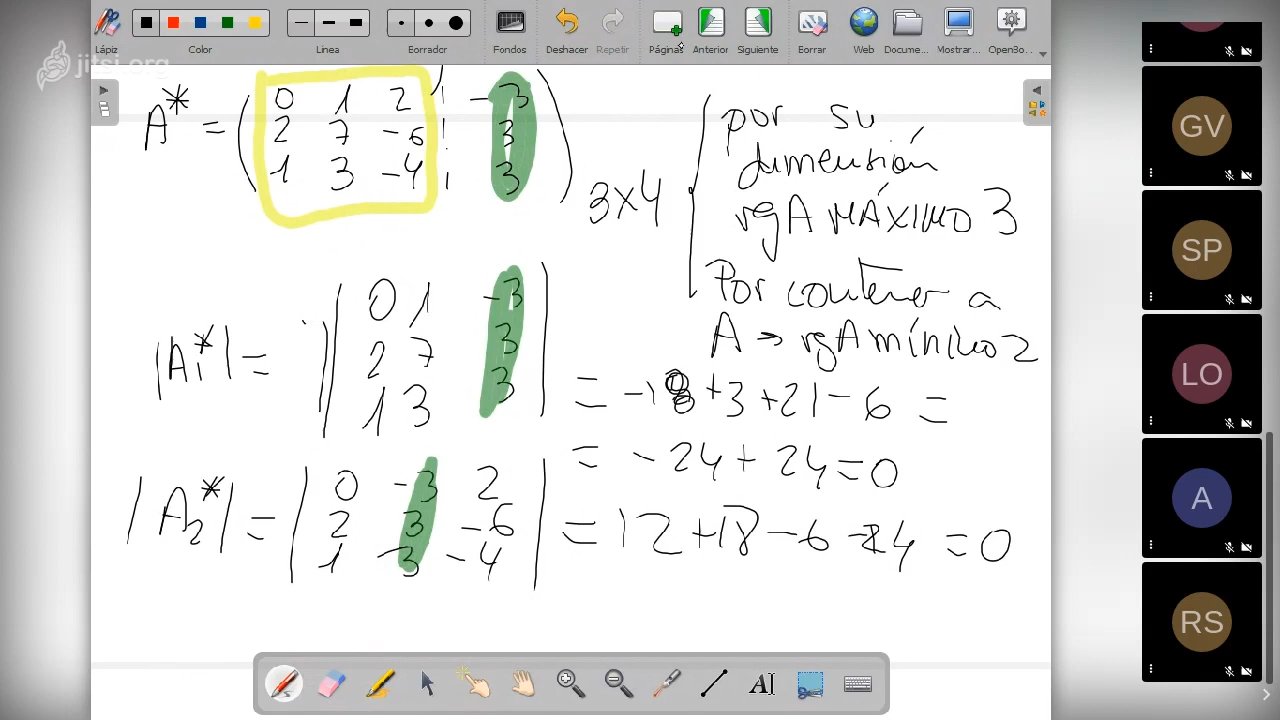 Lápiz Color Línea Borrador Fondos Deshacer Repetir Páginas Anterior Siguiente Borrar Web Docume... Mostrar... OpenSo...
jitsi.org
A* = ( 0 1 2 ¦ -3
2 7 -6 ¦ 3
1 3 -4 ¦ 3 ) 3x4
por su
dimensión
rgA MÁXIMO 3
Por contener a
A → rgA mínimo 2
|A₁*| = | 0 1 -3
2 7 3
1 3 3 | = -18 + 3 + 21 - 6 =
= -24 + 24 = 0
|A₂*| = | 0 -3 2
2 3 -6
1 -3 -4 | = 12 + 18 - 6 - 24 = 0
GV
SP
LO
A
RS